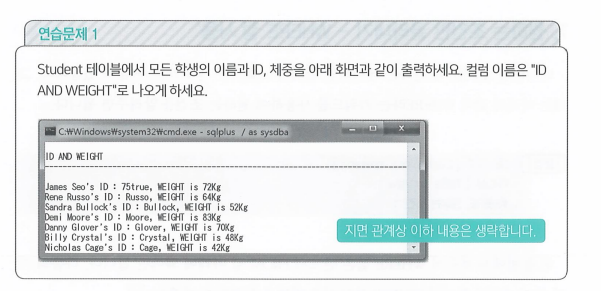 연습문제 1
Student 테이블에서 모든 학생의 이름과 ID, 체중을 아래 화면과 같이 출력하세요. 컬럼 이름은 "ID
AND WEIGHT"로 나오게 하세요.
C:₩Windows₩system32₩cmd.exe - sqlplus / as sysdba
ID AND WEIGHT
--------------------------------------------------------------------------------
James Seo's ID : 75true, WEIGHT is 72Kg
Rene Russo's ID : Russo, WEIGHT is 64Kg
Sandra Bullock's ID : Bullock, WEIGHT is 52Kg
Demi Moore's ID : Moore, WEIGHT is 83Kg
Danny Glover's ID : Glover, WEIGHT is 70Kg
Billy Crystal's ID : Crystal, WEIGHT is 48Kg
Nicholas Cage's ID : Cage, WEIGHT is 42Kg
지면 관계상 이하 내용은 생략합니다.